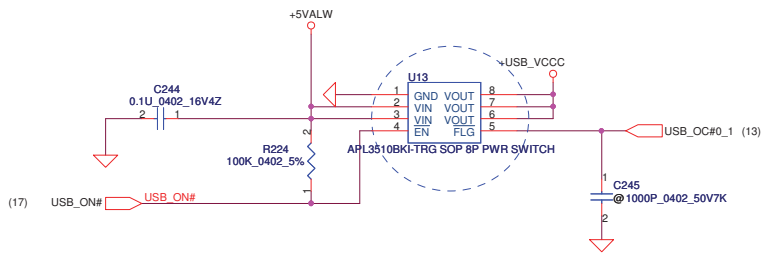 +5VALW
+USB_VCCC
U13
C244
0.1U_0402_16V4Z
2
1
1
GND
VOUT
8
2
VIN
VOUT
7
3
VIN
VOUT
6
4
EN
FLG
5
APL3510BKI-TRG SOP 8P PWR SWITCH
USB_OC#0_1 (13)
2
R224
100K_0402_5%
1
1
C245
@1000P_0402_50V7K
2
(17)
USB_ON#
USB_ON#